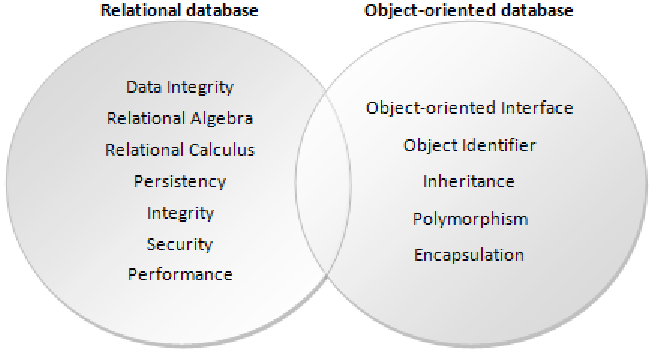 Relational database
Object-oriented database
Data Integrity
Relational Algebra
Relational Calculus
Persistency
Integrity
Security
Performance
Object-oriented Interface
Object Identifier
Inheritance
Polymorphism
Encapsulation